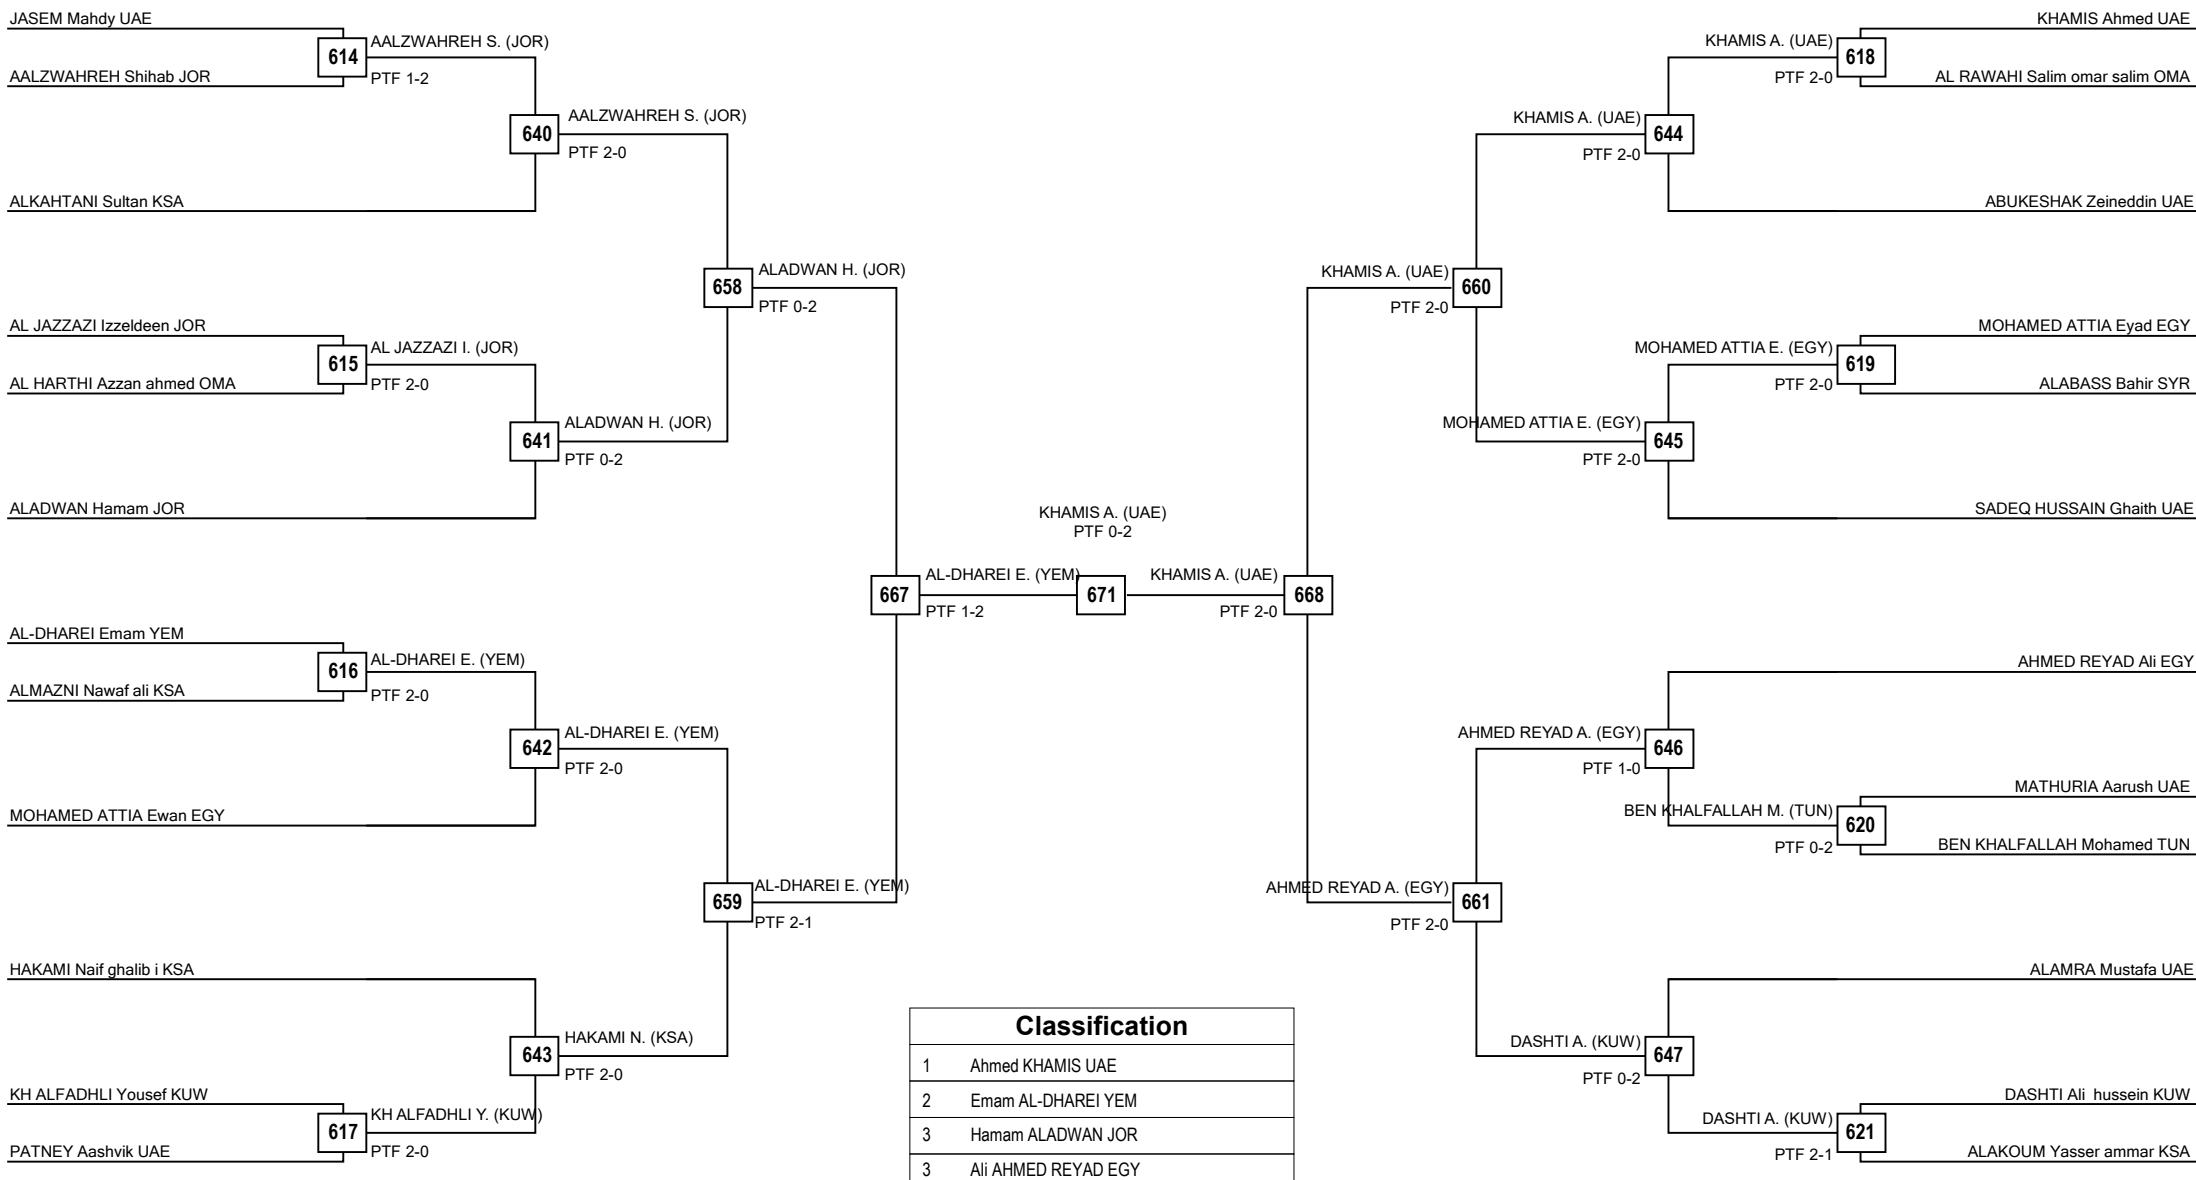 JASEM Mahdy UAE
614
AALZWAHREH S. (JOR)
AALZWAHREH Shihab JOR
PTF 1-2
640
AALZWAHREH S. (JOR)
PTF 2-0
ALKAHTANI Sultan KSA
658
ALADWAN H. (JOR)
PTF 0-2
AL JAZZAZI Izzeldeen JOR
615
AL JAZZAZI I. (JOR)
AL HARTHI Azzan ahmed OMA
PTF 2-0
641
ALADWAN H. (JOR)
PTF 0-2
ALADWAN Hamam JOR
667
AL-DHAREI E. (YEM)
PTF 1-2
AL-DHAREI Emam YEM
616
AL-DHAREI E. (YEM)
ALMAZNI Nawaf ali KSA
PTF 2-0
642
AL-DHAREI E. (YEM)
PTF 2-0
MOHAMED ATTIA Ewan EGY
659
AL-DHAREI E. (YEM)
PTF 2-1
HAKAMI Naif ghalib i KSA
643
HAKAMI N. (KSA)
PTF 2-0
KH ALFADHLI Yousef KUW
617
KH ALFADHLI Y. (KUW)
PATNEY Aashvik UAE
PTF 2-0
KHAMIS A. (UAE)
PTF 0-2
671
KHAMIS A. (UAE)
PTF 2-0
668
KHAMIS Ahmed UAE
KHAMIS A. (UAE)
618
PTF 2-0
AL RAWAHI Salim omar salim OMA
KHAMIS A. (UAE)
644
PTF 2-0
ABUKESHAK Zeineddin UAE
KHAMIS A. (UAE)
660
PTF 2-0
MOHAMED ATTIA Eyad EGY
MOHAMED ATTIA E. (EGY)
619
PTF 2-0
ALABASS Bahir SYR
MOHAMED ATTIA E. (EGY)
645
PTF 2-0
SADEQ HUSSAIN Ghaith UAE
AHMED REYAD Ali EGY
AHMED REYAD A. (EGY)
646
PTF 1-0
MATHURIA Aarush UAE
BEN KHALFALLAH M. (TUN)
620
PTF 0-2
BEN KHALFALLAH Mohamed TUN
AHMED REYAD A. (EGY)
661
PTF 2-0
ALAMRA Mustafa UAE
DASHTI A. (KUW)
647
PTF 0-2
DASHTI Ali hussein KUW
DASHTI A. (KUW)
621
PTF 2-1
ALAKOUM Yasser ammar KSA
Classification
1 Ahmed KHAMIS UAE
2 Emam AL-DHAREI YEM
3 Hamam ALADWAN JOR
3 Ali AHMED REYAD EGY